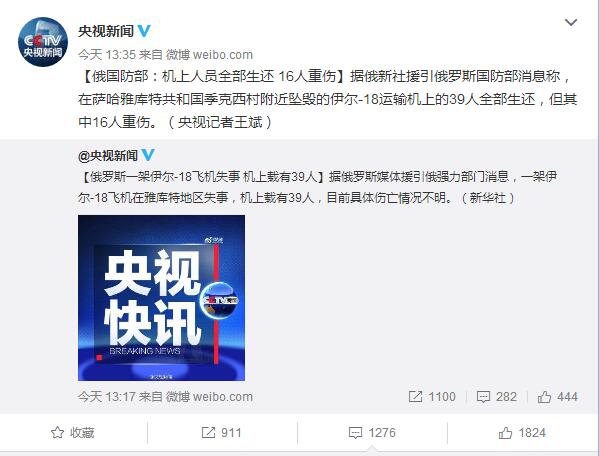 央视新闻
今天 13:35 来自 微博 weibo.com
【俄国防部：机上人员全部生还 16人重伤】据俄新社援引俄罗斯国防部消息称，
在萨哈雅库特共和国季克西村附近坠毁的伊尔-18运输机上的39人全部生还，但其
中16人重伤。（央视记者王斌）
@央视新闻
【俄罗斯一架伊尔-18飞机失事 机上载有39人】据俄罗斯媒体援引俄强力部门消息，一架伊
尔-18飞机在雅库特地区失事，机上载有39人，目前具体伤亡情况不明。（新华社）
央视
快讯
CCTV
BREAKING NEWS
今天 13:17 来自 微博 weibo.com 1100 282 444
收藏 911 1276 1824
CCTV
央视新闻